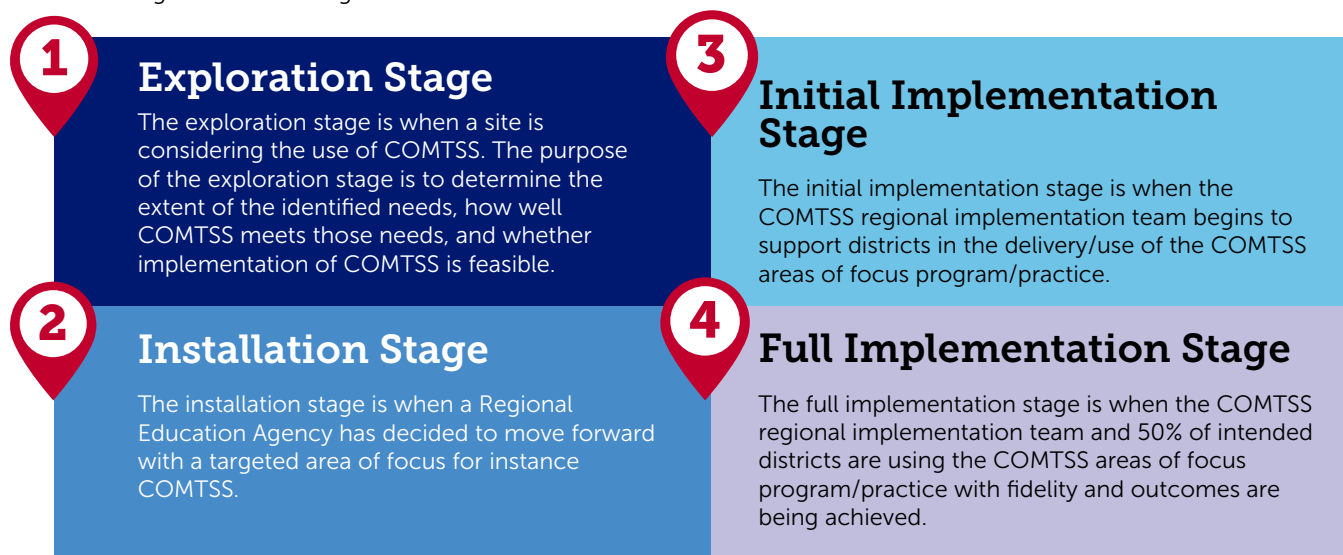 1
Exploration Stage
The exploration stage is when a site is
considering the use of COMTSS. The purpose
of the exploration stage is to determine the
extent of the identified needs, how well
COMTSS meets those needs, and whether
implementation of COMTSS is feasible.
2
Installation Stage
The installation stage is when a Regional
Education Agency has decided to move forward
with a targeted area of focus for instance
COMTSS.
3
Initial Implementation
Stage
The initial implementation stage is when the
COMTSS regional implementation team begins to
support districts in the delivery/use of the COMTSS
areas of focus program/practice.
4
Full Implementation Stage
The full implementation stage is when the COMTSS
regional implementation team and 50% of intended
districts are using the COMTSS areas of focus
program/practice with fidelity and outcomes are
being achieved.